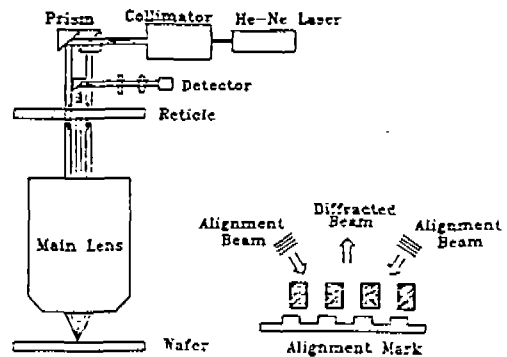 Prism
Collimator
He-Ne Laser
Detector
Reticle
Main Lens
Wafer
Alignment
Beam
Diffracted
Beam
Alignment
Beam
Alignment Mark